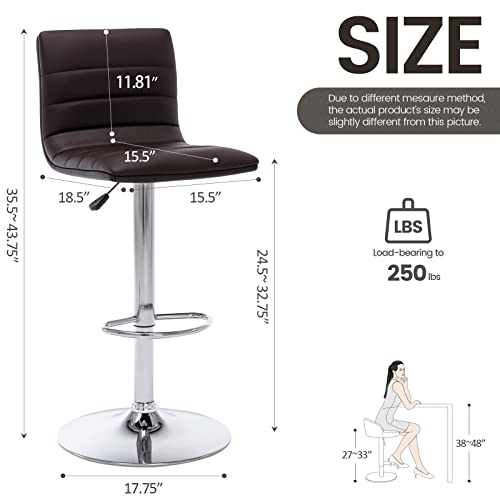 SIZE
Due to different mesaure method,
the actual product's size may be
slightly different from this picture.
11.81”
15.5”
18.5”
15.5”
35.5~ 43.75”
24.5~ 32.75”
17.75”
LBS
Load-bearing to
250 lbs
27~33”
38~48”